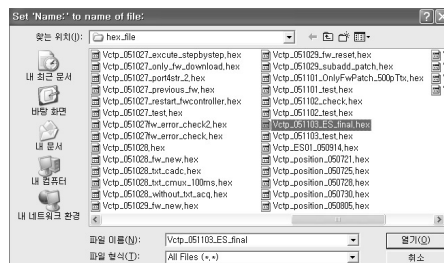 Set 'Name:' to name of file:
찾는 위치(I): hex_file
내 최근 문서
바탕 화면
내 문서
내 컴퓨터
내 네트워크 환경
Vctp_051027_excute_stepbystep,hex
Vctp_051027_only_fw_download,hex
Vctp_051027_port4str_2,hex
Vctp_051027_previous_fw,hex
Vctp_051027_restart_fwcontroller,hex
Vctp_051027_test,hex
Vctp_051027fw_error_check2,hex
Vctp_051027fw_error_check,hex
Vctp_051028,hex
Vctp_051028_fw_new,hex
Vctp_051028_txt_cadc,hex
Vctp_051028_txt_cmux_100ms,hex
Vctp_051028_without_txt_acq,hex
Vctp_051029_fw_new,hex
Vctp_051029_fw_reset,hex
Vctp_051029_subadd_patch,hex
Vctp_051101_OnlyFwPatch_500pTtx,hex
Vctp_051101_test,hex
Vctp_051102_check,hex
Vctp_051102_test,hex
Vctp_051103_ES_final,hex
Vctp_051103_test,hex
Vctp_ES01_050914,hex
Vctp_position_050721,hex
Vctp_position_050725,hex
Vctp_position_050728,hex
Vctp_position_050730,hex
Vctp_position_050805,hex
파일 이름(N): Vctp_051103_ES_final 열기(O)
파일 형식(T): All Files (*,*) 취소